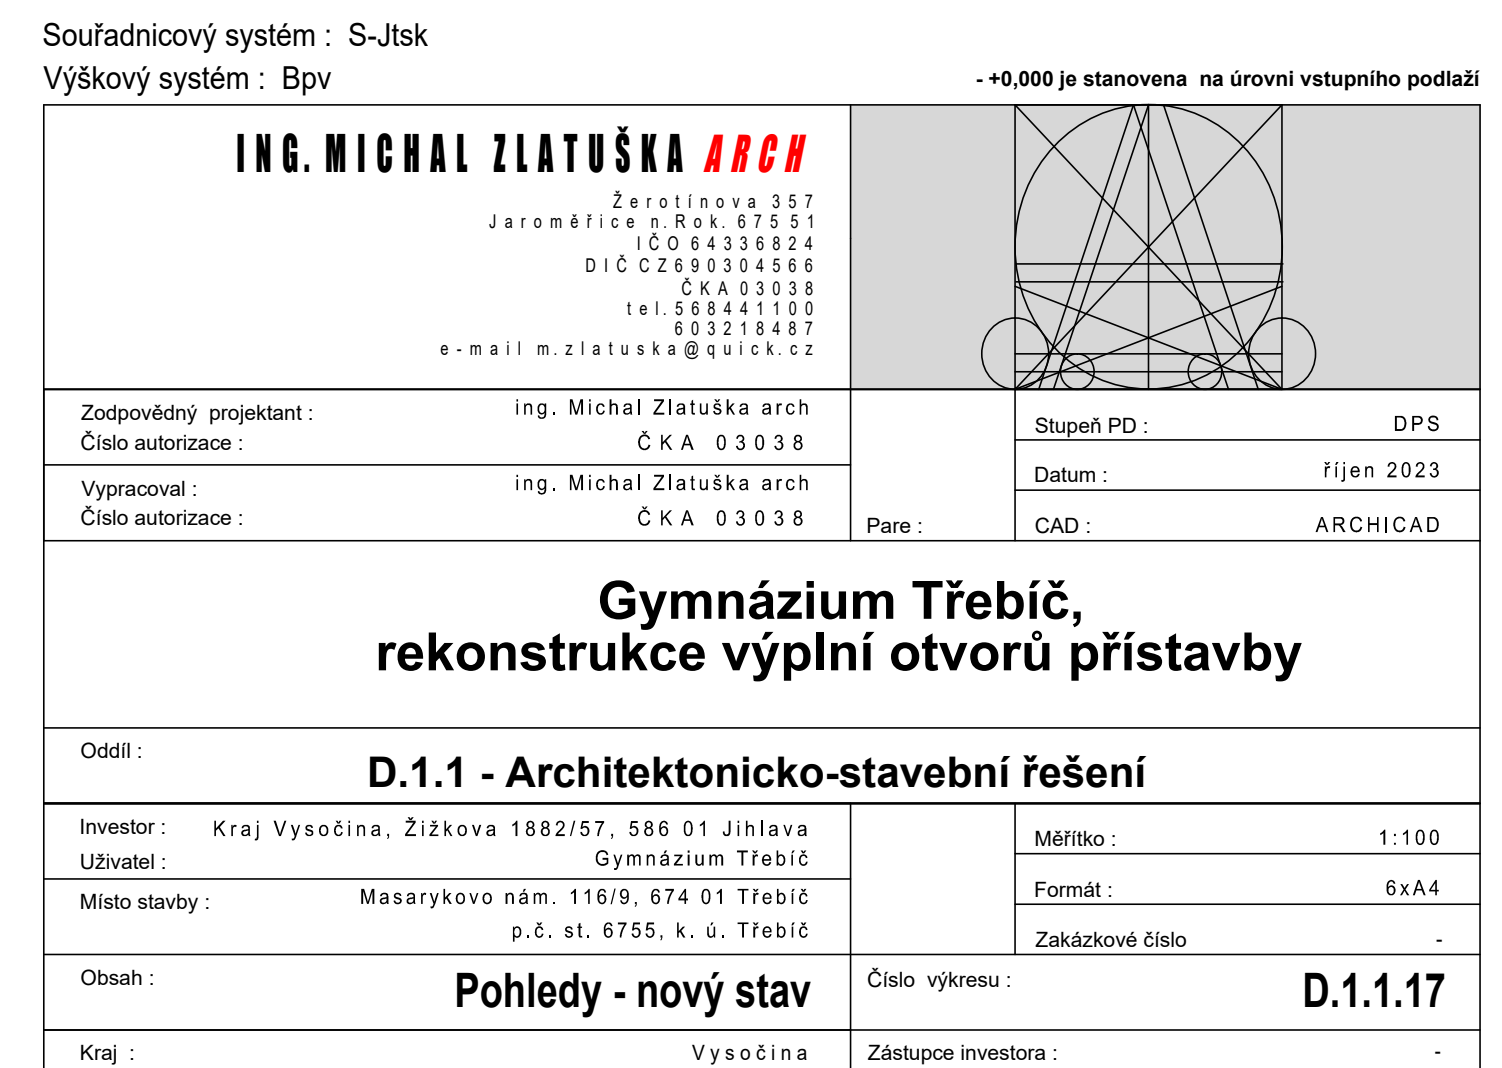 Souřadnicový systém :  S-Jtsk
Výškový systém :  Bpv
- +0,000 je stanovena  na úrovni vstupního podlaží
ING. MICHAL ZLATUŠKA ARCH
Žerotínova 357
Jaroměřice n.Rok. 675 51
IČO 64336824
DIČ CZ690304566
ČKA 03038
tel. 568441100
603218487
e-mail m.zlatuska@quick.cz
Zodpovědný  projektant : ing. Michal Zlatuška arch
Číslo autorizace : ČKA 03038
Vypracoval : ing. Michal Zlatuška arch
Číslo autorizace : ČKA 03038
Pare :
Stupeň PD : DPS
Datum : říjen 2023
CAD : ARCHICAD
Gymnázium Třebíč,
rekonstrukce výplní otvorů přístavby
Oddíl :
D.1.1 - Architektonicko-stavební řešení
Investor : Kraj Vysočina, Žižkova 1882/57, 586 01 Jihlava
Uživatel : Gymnázium Třebíč
Místo stavby : Masarykovo nám. 116/9, 674 01 Třebíč
p.č. st. 6755, k. ú. Třebíč
Měřítko : 1:100
Formát : 6xA4
Zakázkové číslo -
Obsah : Pohledy - nový stav
Číslo  výkresu : D.1.1.17
Kraj : Vysočina
Zástupce investora : -